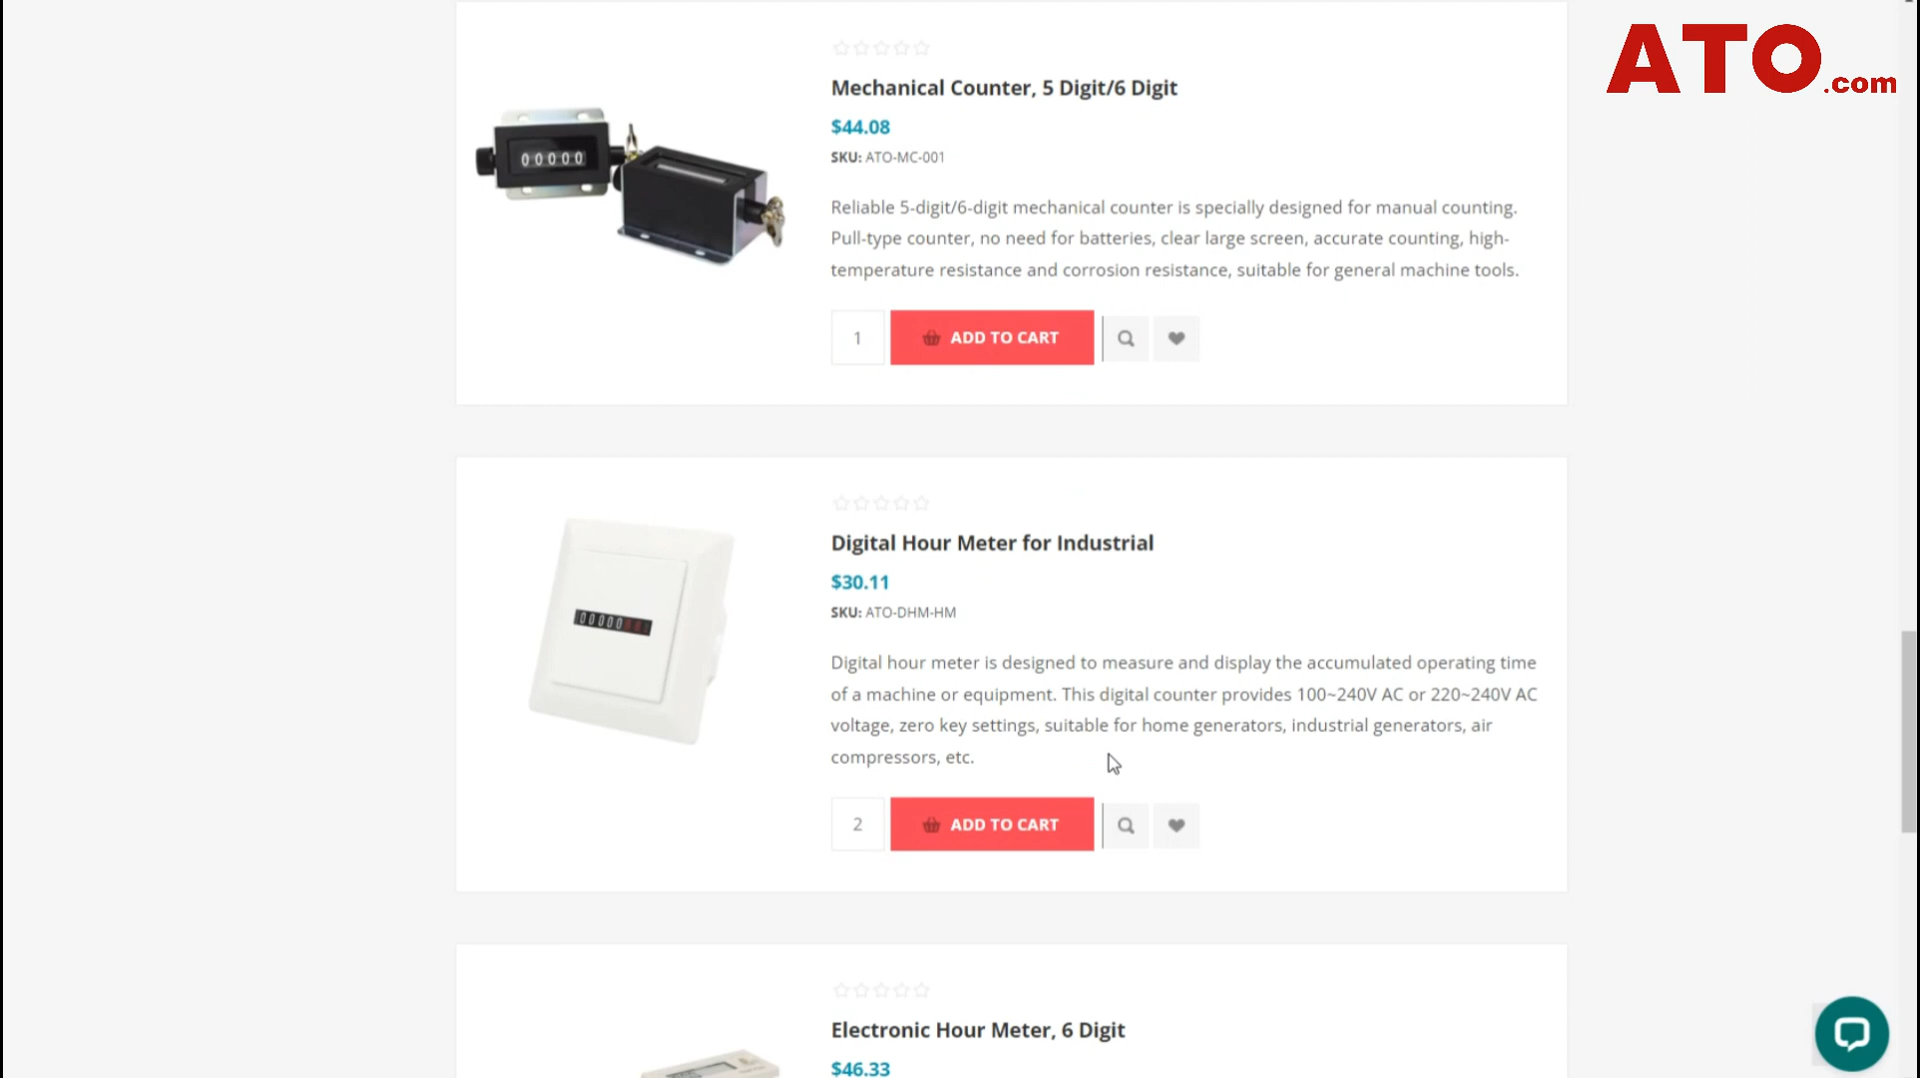 ATO.com
Mechanical Counter, 5 Digit/6 Digit
$44.08
SKU: ATO-MC-001
00000
Reliable 5-digit/6-digit mechanical counter is specially designed for manual counting.
Pull-type counter, no need for batteries, clear large screen, accurate counting, high-
temperature resistance and corrosion resistance, suitable for general machine tools.
1
ADD TO CART
Digital Hour Meter for Industrial
$30.11
SKU: ATO-DHM-HM
00000
Digital hour meter is designed to measure and display the accumulated operating time
of a machine or equipment. This digital counter provides 100~240V AC or 220~240V AC
voltage, zero key settings, suitable for home generators, industrial generators, air
compressors, etc.
2
ADD TO CART
Electronic Hour Meter, 6 Digit
$46.33